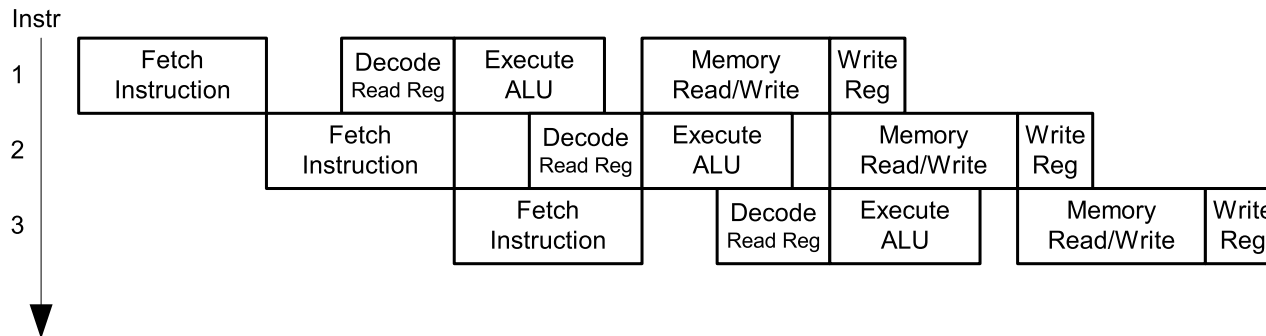 Instr
1
Fetch
Instruction
Decode
Read Reg
Execute
ALU
Memory
Read/Write
Write
Reg
2
Fetch
Instruction
Decode
Read Reg
Execute
ALU
Memory
Read/Write
Write
Reg
3
Fetch
Instruction
Decode
Read Reg
Execute
ALU
Memory
Read/Write
Write
Reg